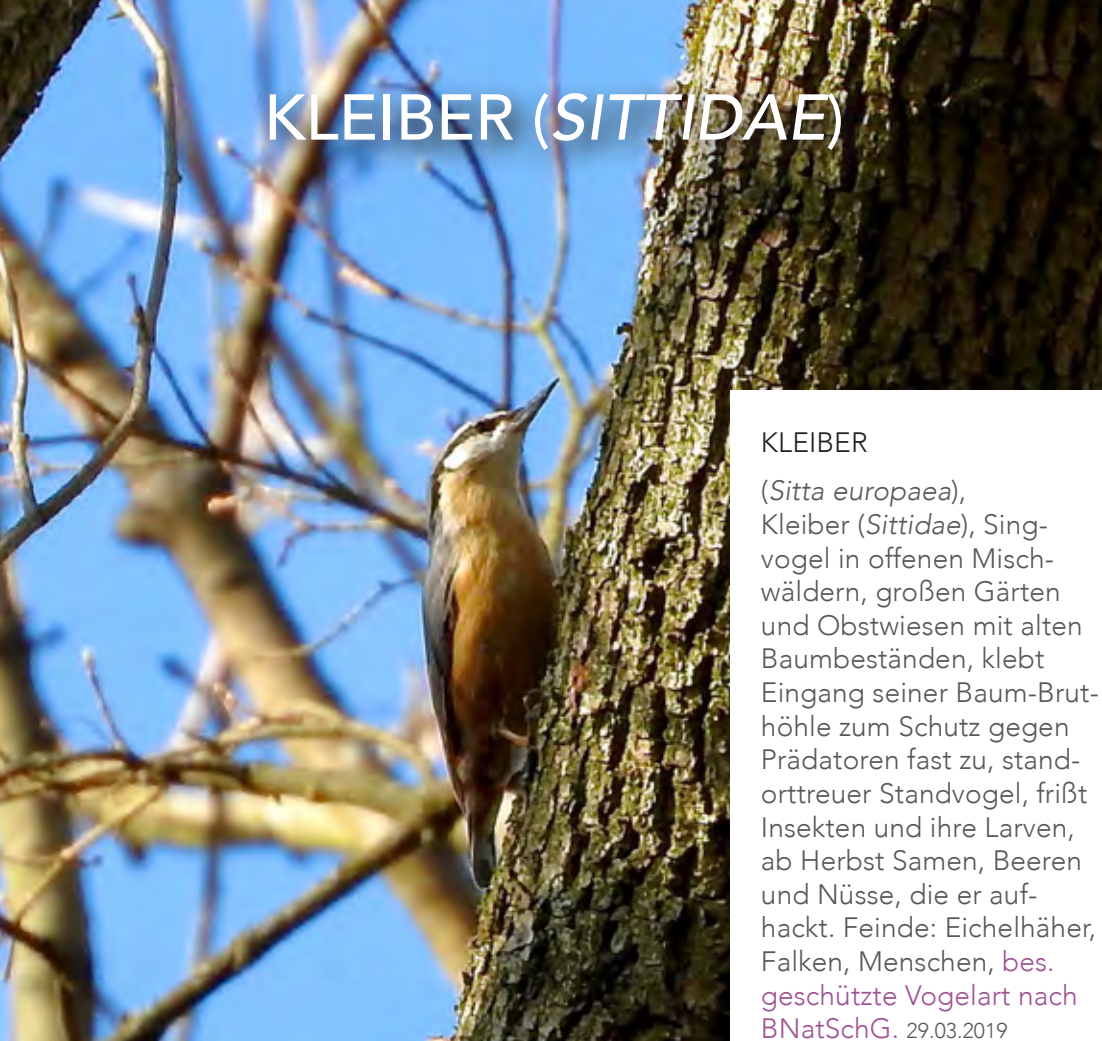 KLEIBER (SITTIDAE)
KLEIBER
(Sitta europaea),
Kleiber (Sittidae), Sing-
vogel in offenen Misch-
wäldern, großen Gärten
und Obstwiesen mit alten
Baumbeständen, klebt
Eingang seiner Baum-Brut-
höhle zum Schutz gegen
Prädatoren fast zu, stand-
orttreuer Standvogel, frißt
Insekten und ihre Larven,
ab Herbst Samen, Beeren
und Nüsse, die er auf-
hackt. Feinde: Eichelhäher,
Falken, Menschen, bes.
geschützte Vogelart nach
BNatSchG. 29.03.2019